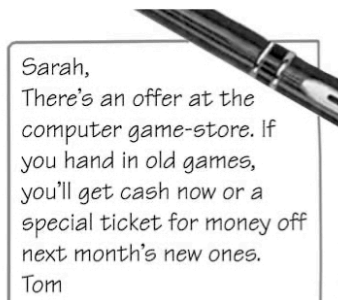 Sarah,
There's an offer at the
computer game-store. If
you hand in old games,
you'll get cash now or a
special ticket for money off
next month's new ones.
Tom